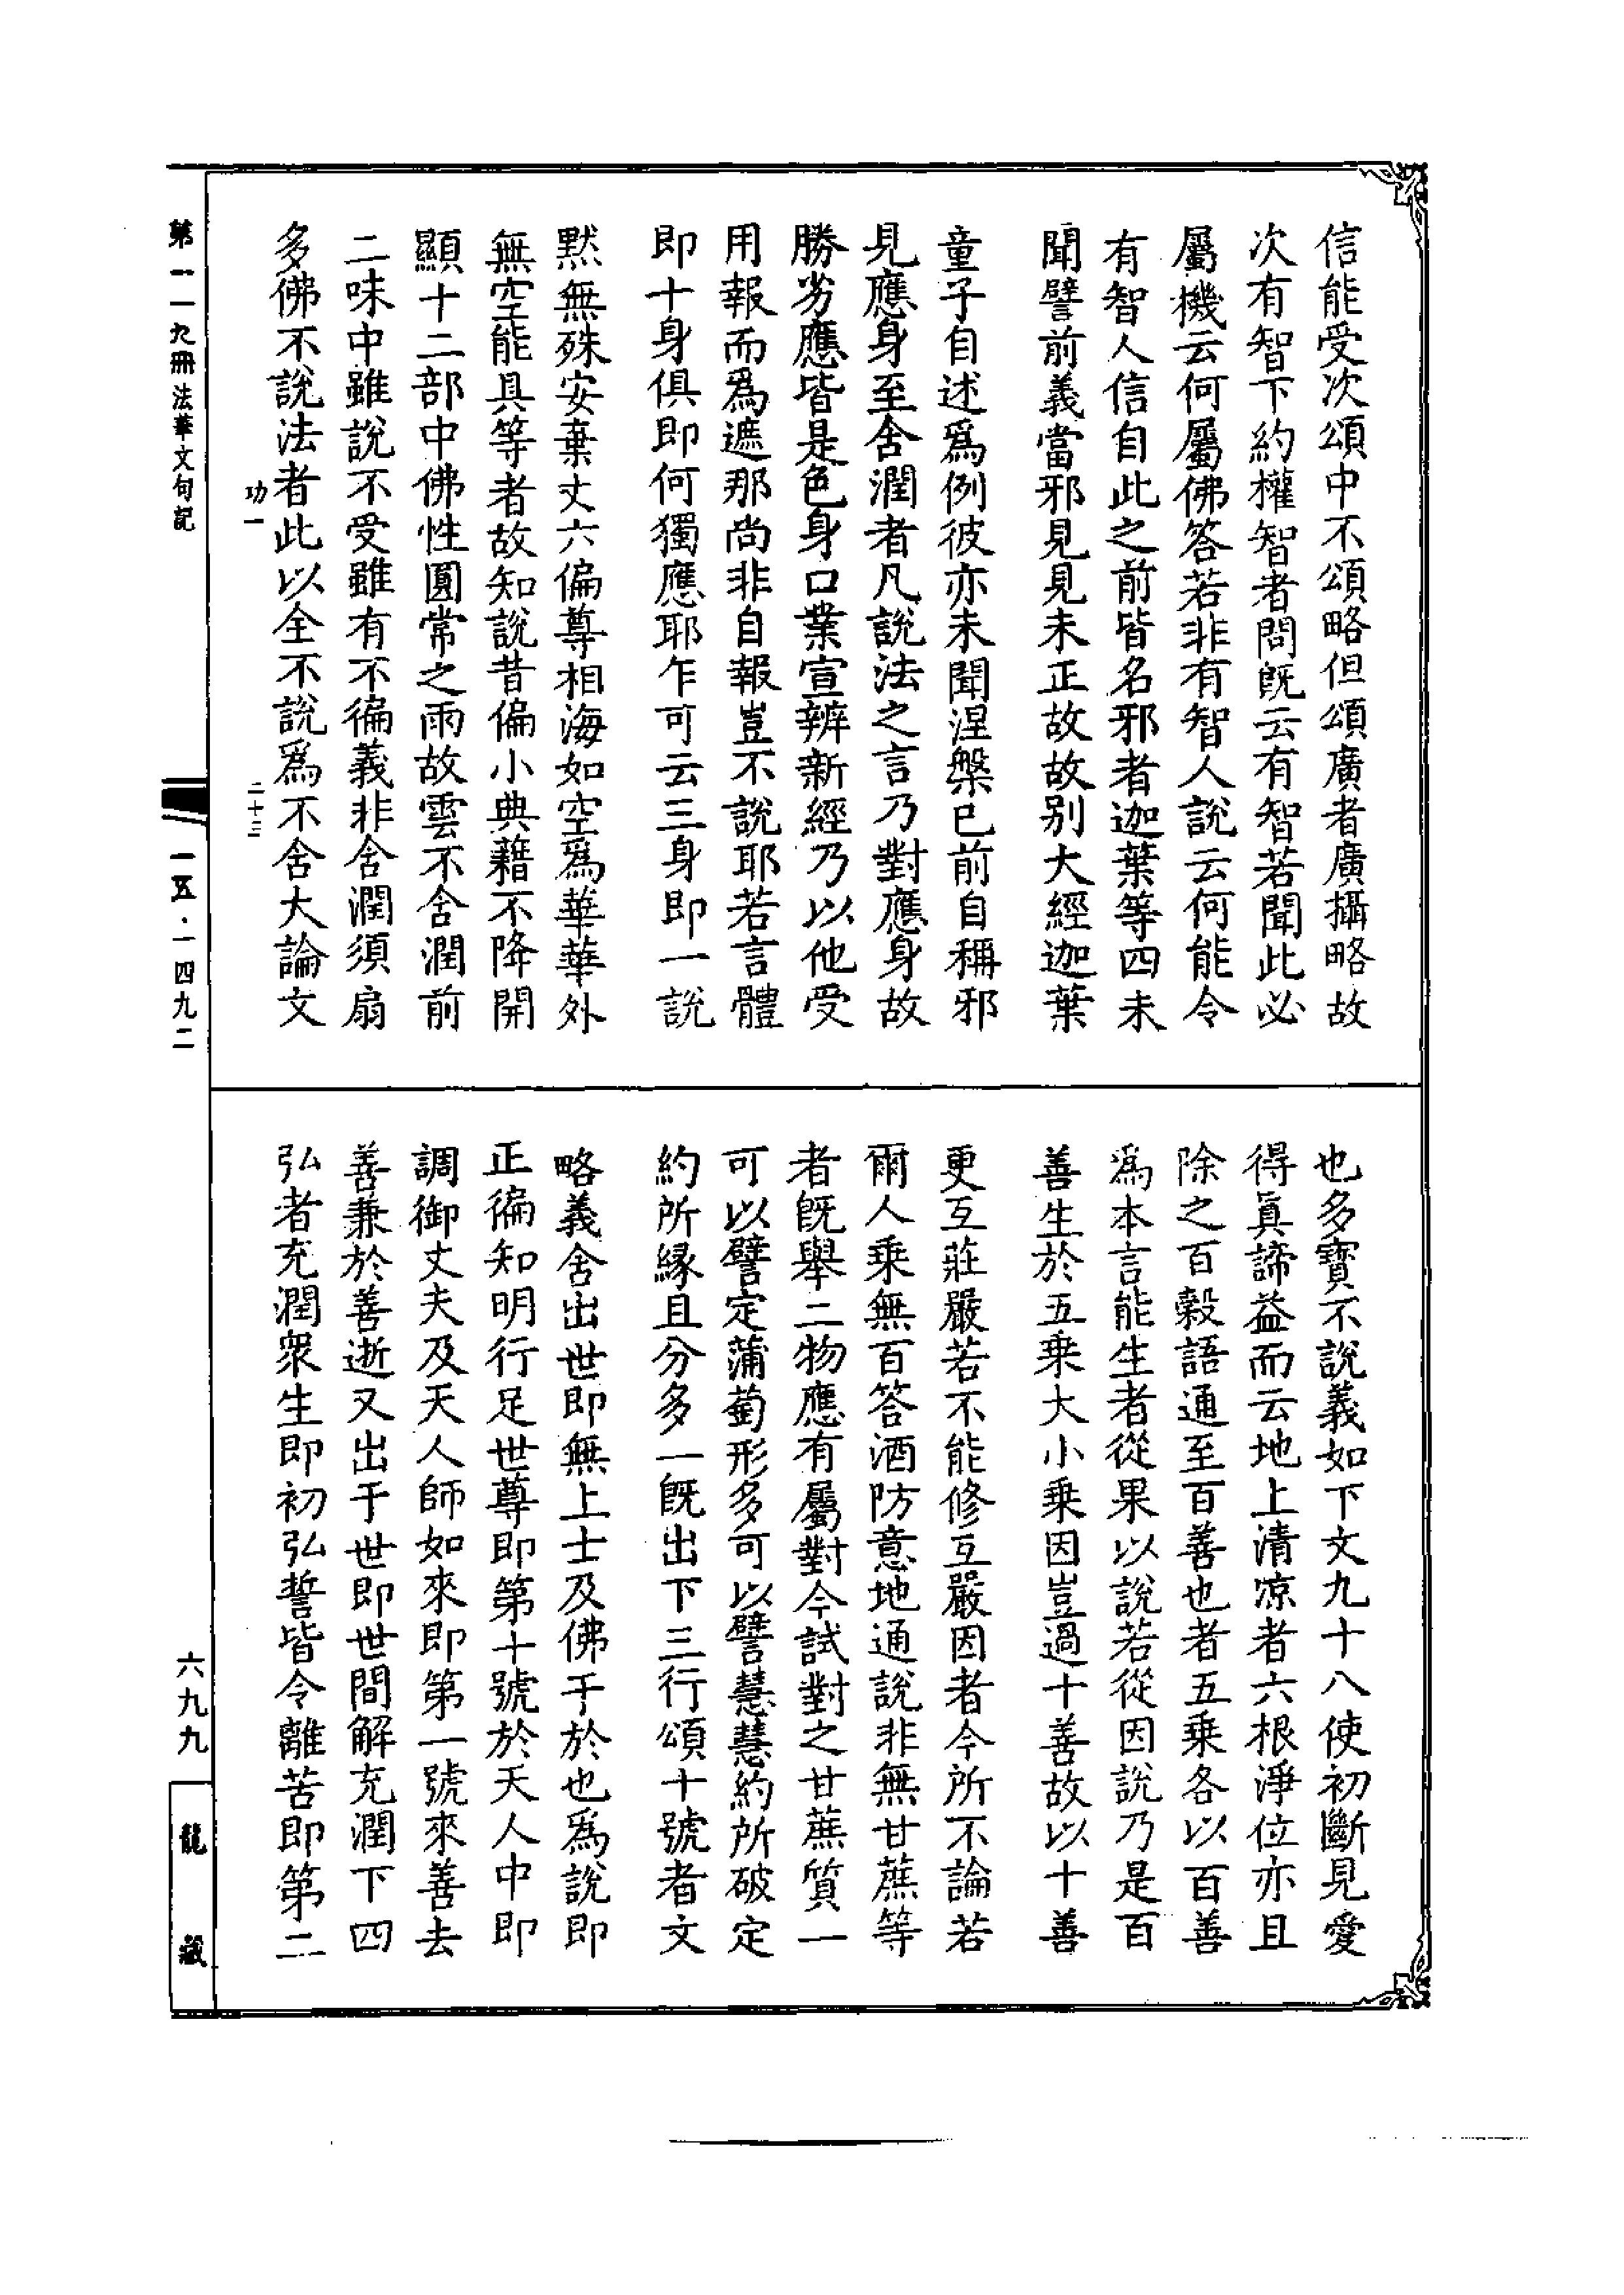 信能受次頌中不頌略但頌廣者廣攝略故
次有智下約權智者問旣云有智若聞此必
屬機云何屬佛答若非有智人說云何能令
有智人信自此之前皆名邪者迦葉等四未
聞譬前義當邪見見未正故故别大經迦葉
童子自述爲例彼亦未聞涅槃已前自稱邪
見應身至含潤者凡說法之言乃對應身故
勝劣應皆是色身口業宣辨新經乃以他受
用報而爲遮那尚非自報豈不說耶若言體
即十身俱即何獨應耶乍可云三身即一說
黙無殊安棄丈六偏尊相海如空爲華華外
無空能具等者故知說昔偏小典藉不降開
顯十二部中佛性圓常之雨故雲不含潤前
二味中雖說不受雖有不徧義非含潤須扇
多佛不說法者此以全不說爲不含大論文
也多寶不說義如下文九十八使初斷見愛
得眞諦益而云地上清凉者六根淨位亦且
除之百穀語通至百善也者五乘各以百善
爲本言能生者從果以說若從因說乃是百
善生於五乘大小乘因豈過十善故以十善
更互莊嚴若不能修互嚴因者今所不論若
爾人乘無百答酒防意地通說非無甘蔗等
者旣舉二物應有屬對今試對之甘蔗質一
可以譬定蒲萄形多可以譬慧慧約所破定
約所緣且分多一旣出下三行頌十號者文
略義含出世即無上士及佛于於也爲說即
正徧知明行足世尊即第十號於天人中即
調御丈夫及天人師如來即第一號來善去
善兼於善逝又出于世即世間解充潤下四
弘者充潤衆生即初弘誓皆令離苦即第二
功一
二十三
第一一九冊 法華文句記
一五·一四九二
六九九
龍藏